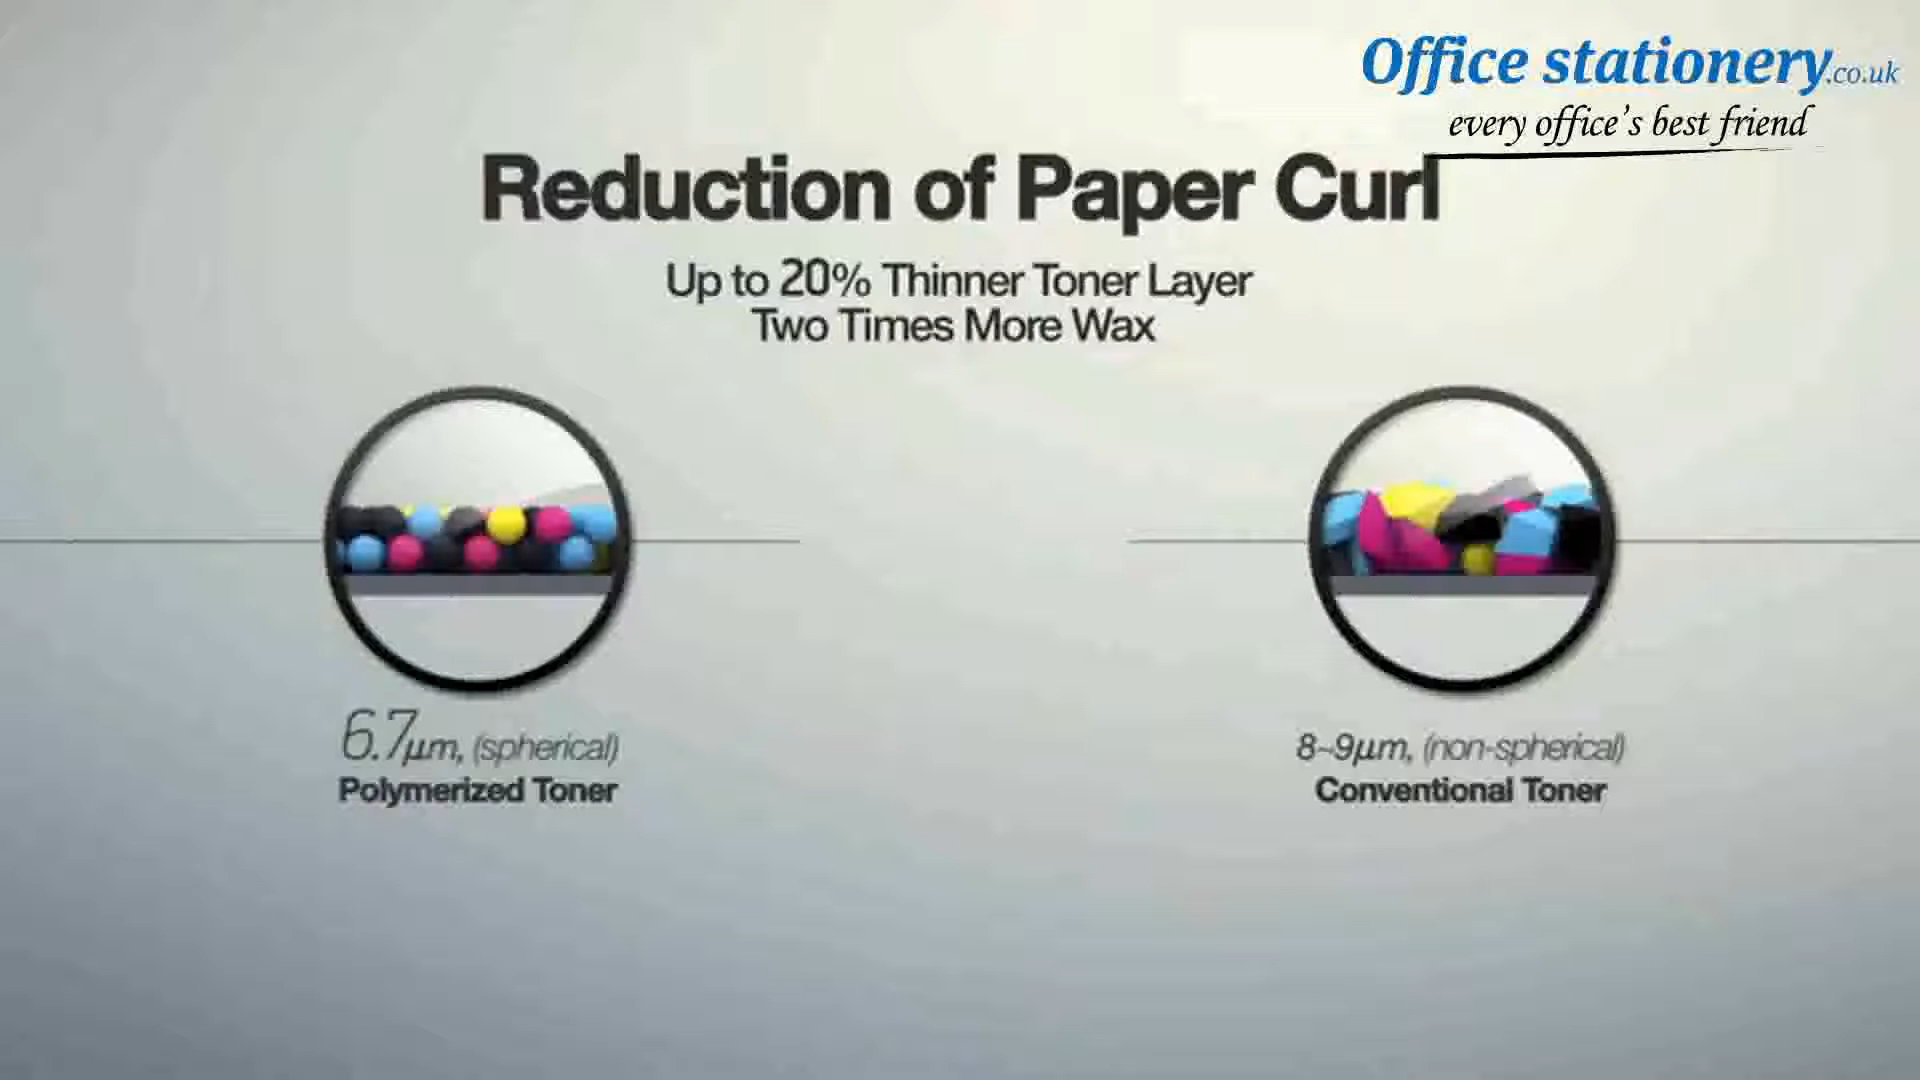 Office stationery.co.uk
every office's best friend
Reduction of Paper Curl
Up to 20% Thinner Toner Layer
Two Times More Wax
6.7µm, (spherical)
Polymerized Toner
8~9µm, (non-spherical)
Conventional Toner